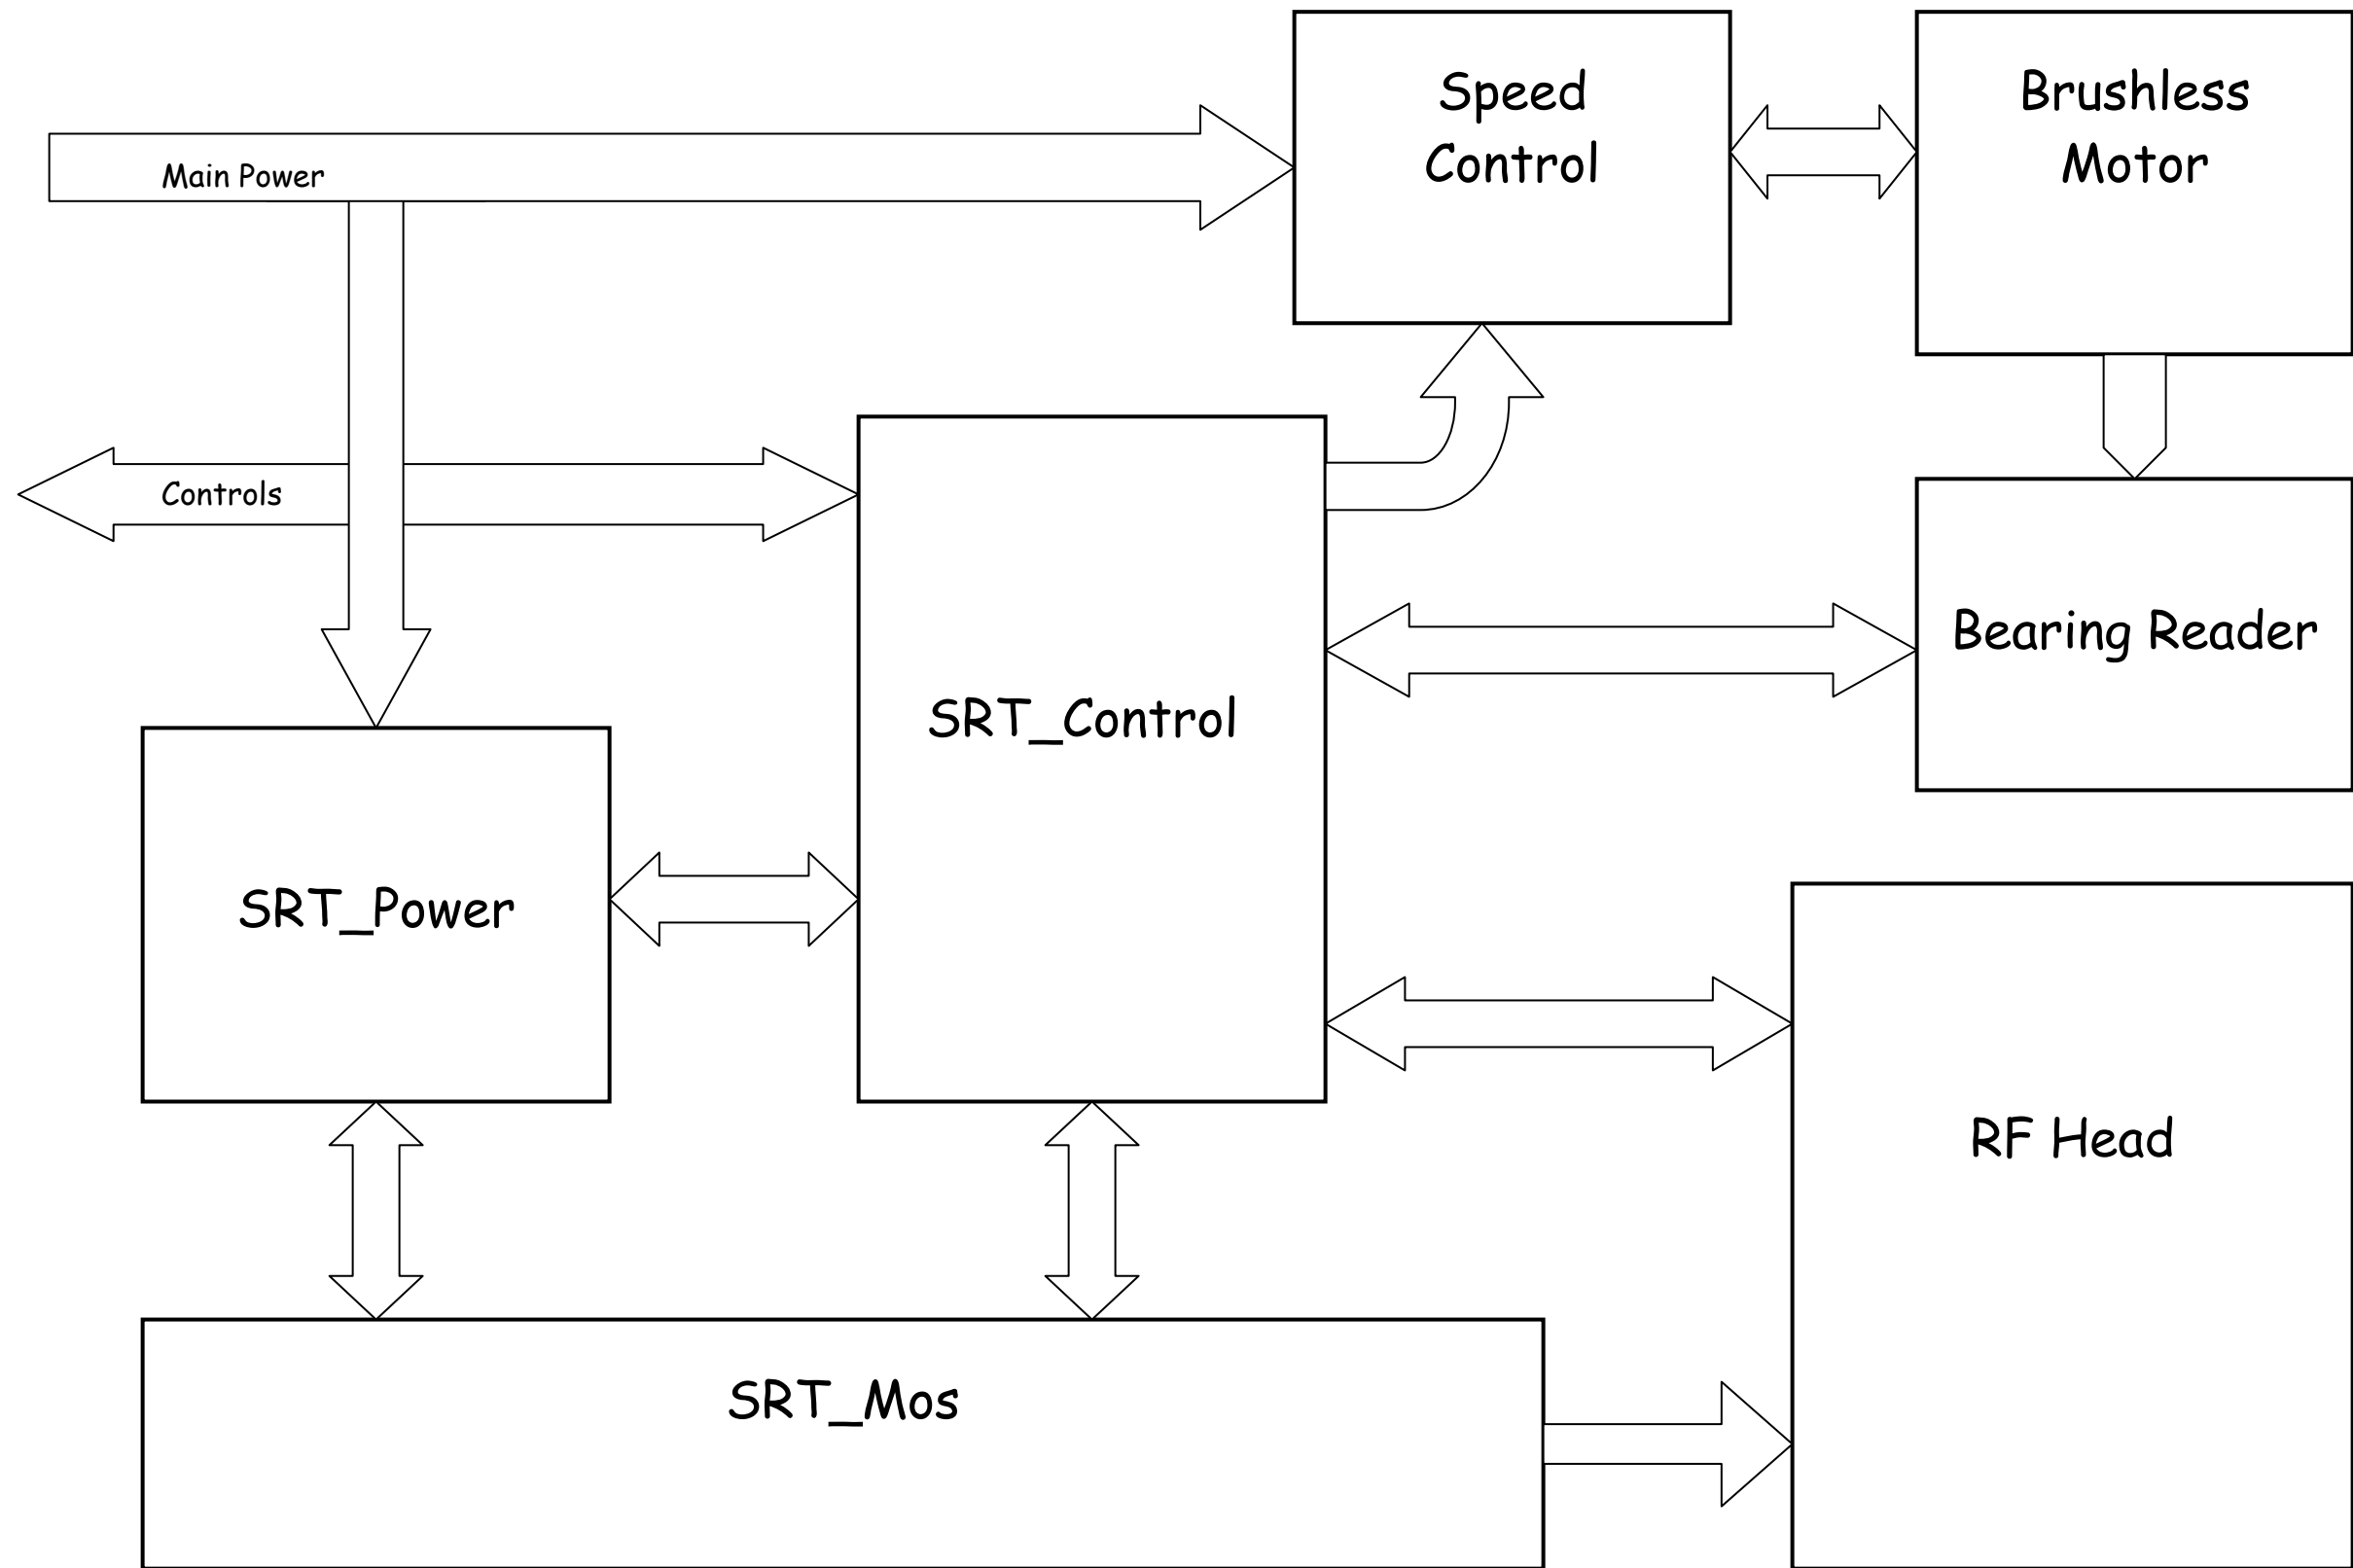 Speed
Control
Brushless
Motor
Main Power
Controls
Bearing Reader
SRT_Control
SRT_Power
RF Head
SRT_Mos